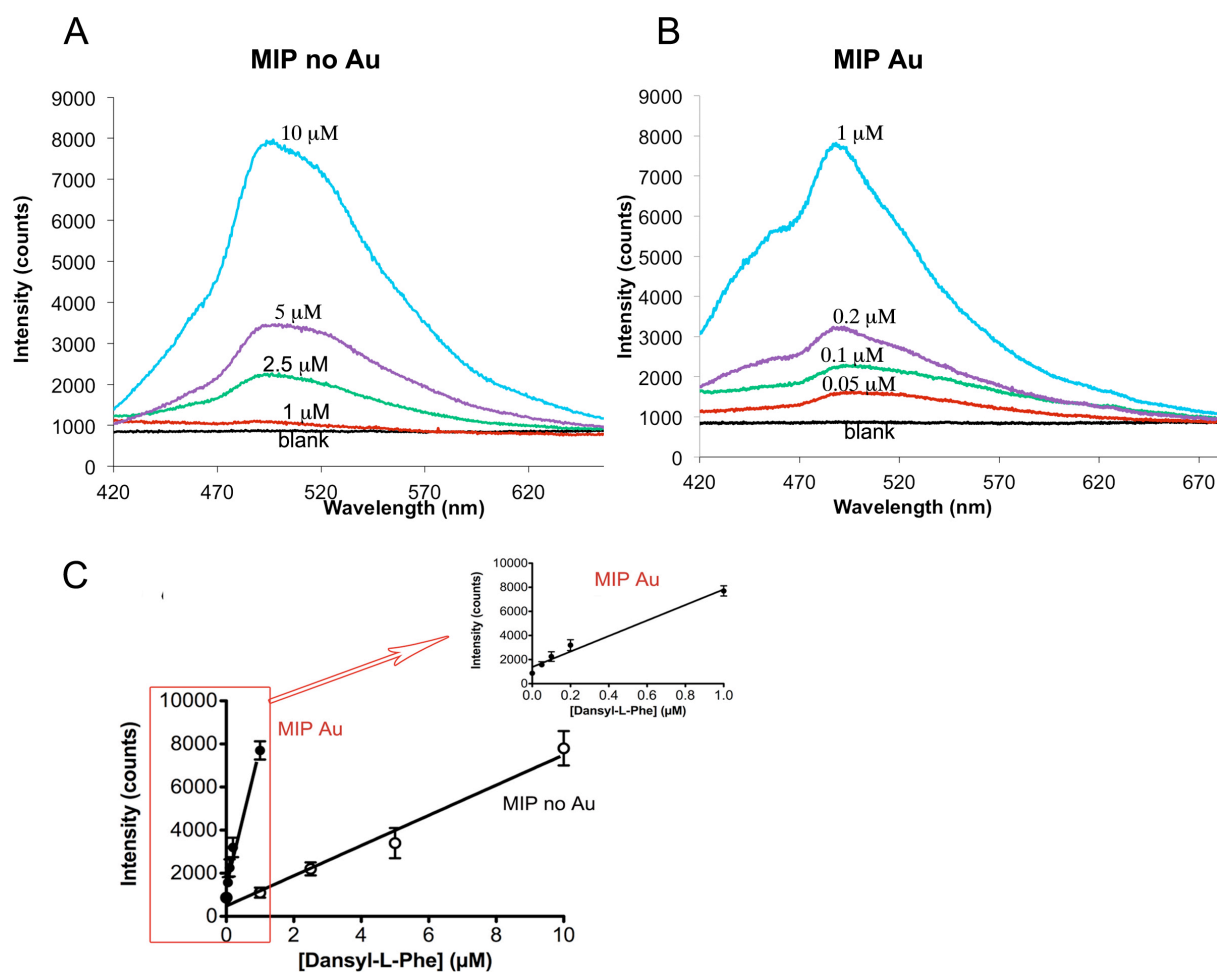 A
MIP no Au
Intensity (counts)
9000
8000
7000
6000
5000
4000
3000
2000
1000
0
10 µM
5 µM
2.5 µM
1 µM
blank
420
470
520
570
620
Wavelength (nm)
B
MIP Au
Intensity (counts)
9000
8000
7000
6000
5000
4000
3000
2000
1000
0
1 µM
0.2 µM
0.1 µM
0.05 µM
blank
420
470
520
570
620
670
Wavelength (nm)
C
MIP Au
Intensity (counts)
10000
8000
6000
4000
2000
0
0.0
0.2
0.4
0.6
0.8
1.0
[Dansyl-L-Phe] (µM)
Intensity (counts)
10000
8000
6000
4000
2000
0
MIP Au
MIP no Au
0
2
4
6
8
10
[Dansyl-L-Phe] (µM)